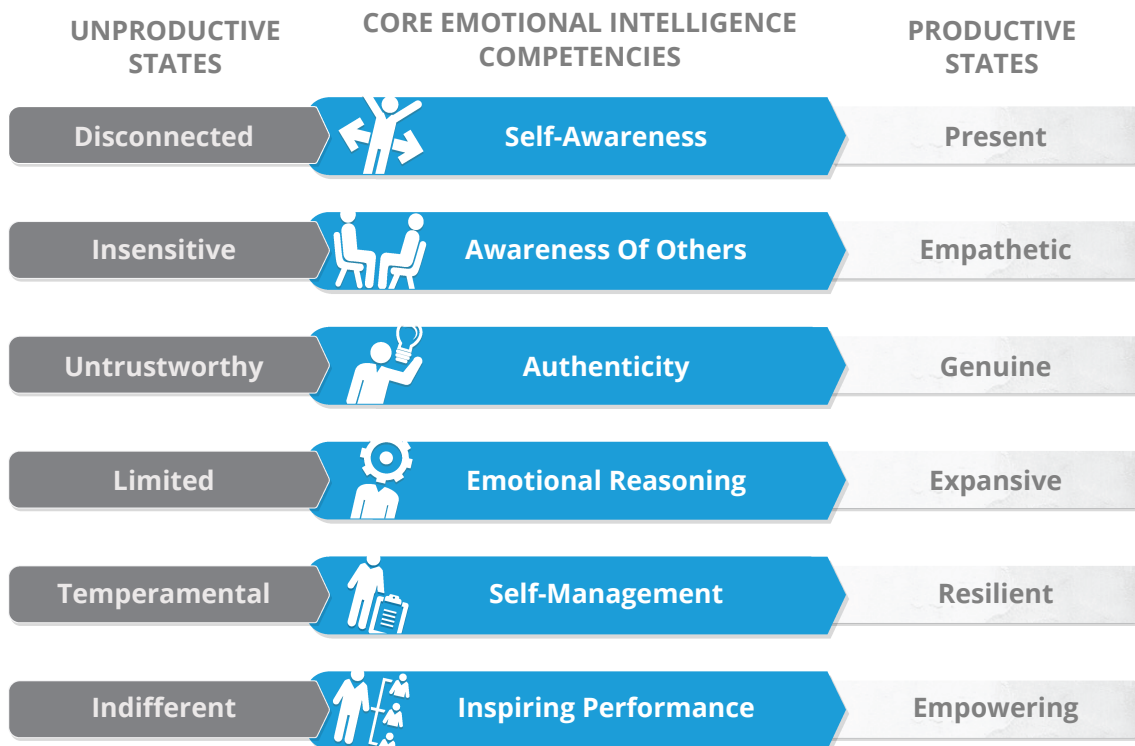 UNPRODUCTIVE
STATES
CORE EMOTIONAL INTELLIGENCE
COMPETENCIES
PRODUCTIVE
STATES
Disconnected
Self-Awareness
Present
Insensitive
Awareness Of Others
Empathetic
Untrustworthy
Authenticity
Genuine
Limited
Emotional Reasoning
Expansive
Temperamental
Self-Management
Resilient
Indifferent
Inspiring Performance
Empowering